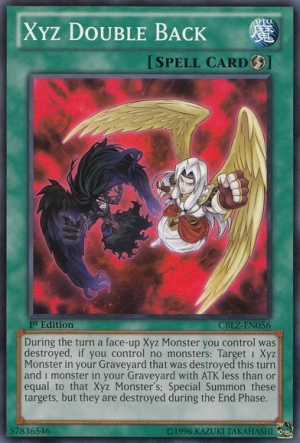 Xyz Double Back
[Spell Card]
CBLZ-EN056
1st Edition
During the turn a face-up Xyz Monster you control was
destroyed, if you control no monsters: Target 1 Xyz
Monster in your Graveyard that was destroyed this turn
and 1 monster in your Graveyard with ATK less than or
equal to that Xyz Monster's; Special Summon these
targets, but they are destroyed during the End Phase.
57836546
©1996 KAZUKI TAKAHASHI